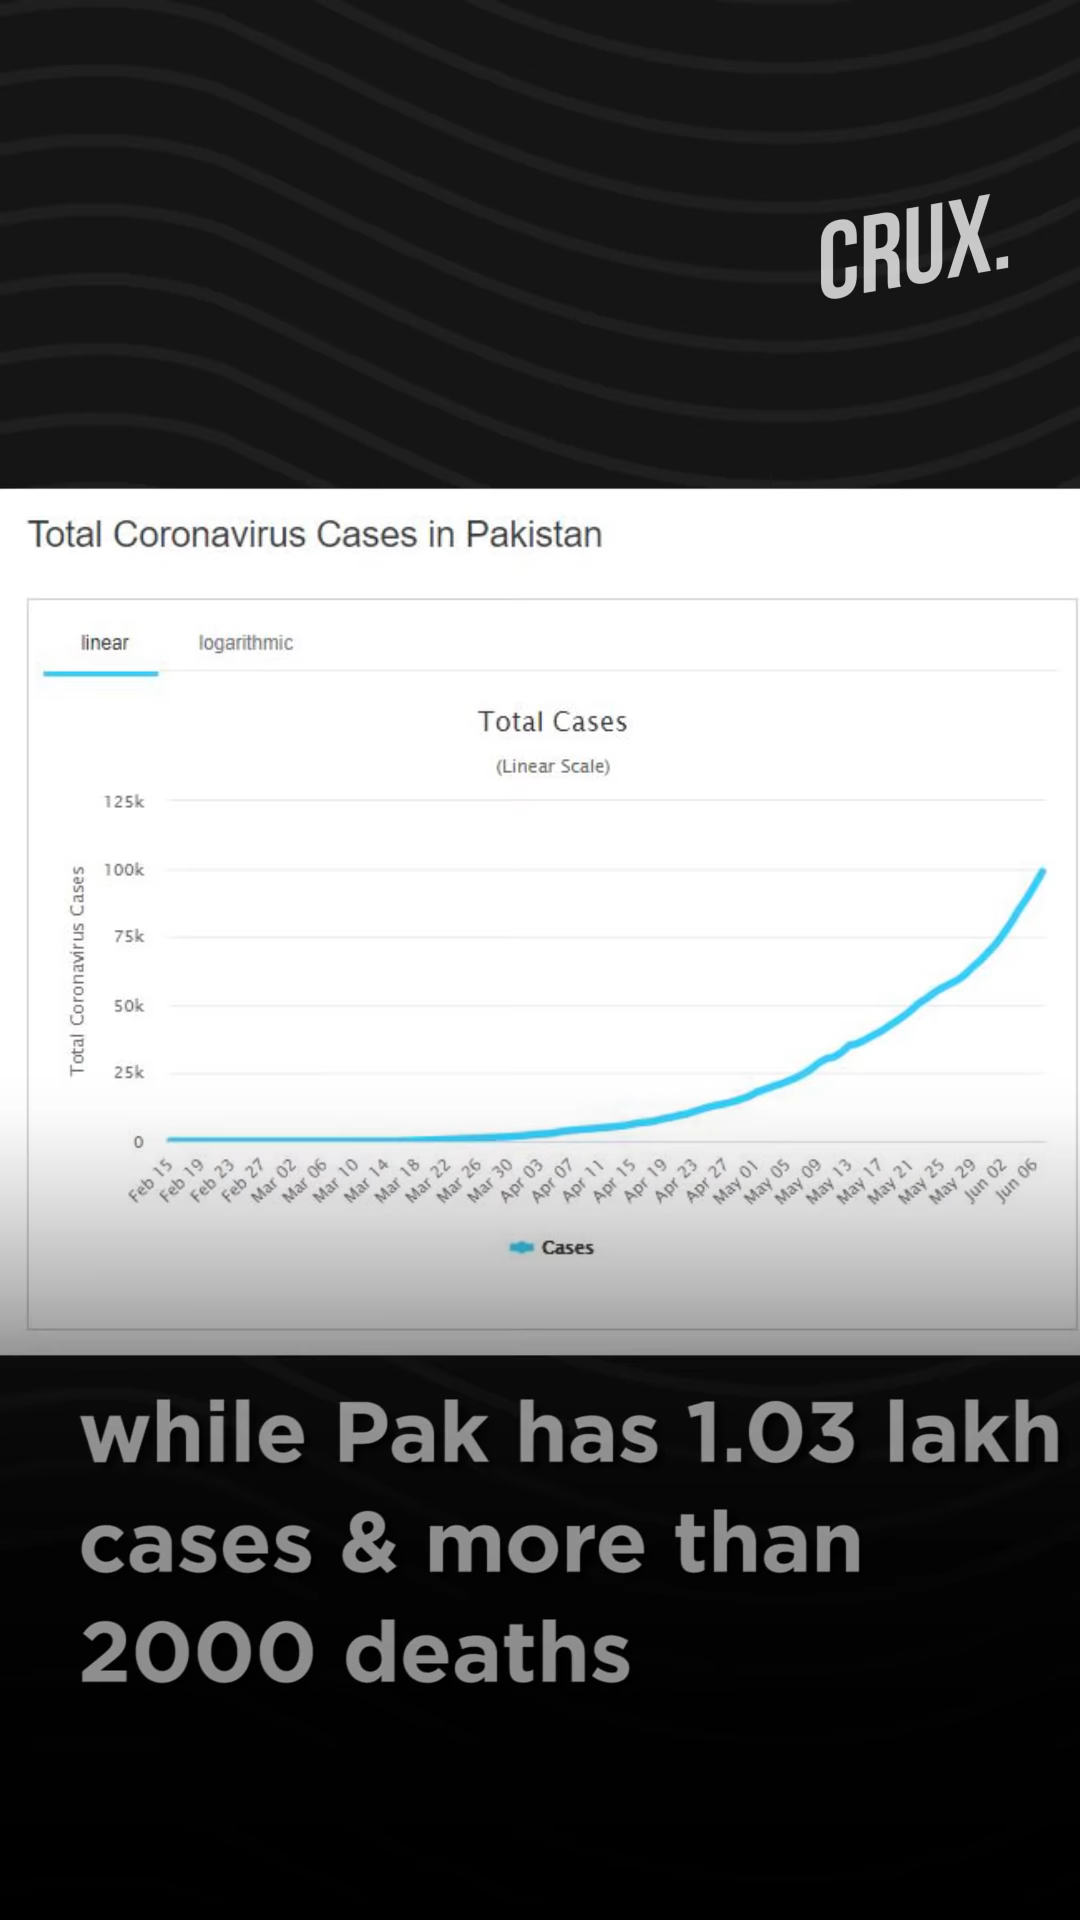 CRUX.
Total Coronavirus Cases in Pakistan
linear logarithmic
Total Cases
(Linear Scale)
Total Coronavirus Cases
125k
100k
75k
50k
25k
0
Feb 15 Feb 19 Feb 23 Feb 27 Mar 02 Mar 06 Mar 10 Mar 14 Mar 18 Mar 22 Mar 26 Mar 30 Apr 03 Apr 07 Apr 11 Apr 15 Apr 19 Apr 23 Apr 27 May 01 May 05 May 09 May 13 May 17 May 21 May 25 May 29 Jun 02 Jun 06
Cases
while Pak has 1.03 lakh
cases & more than
2000 deaths